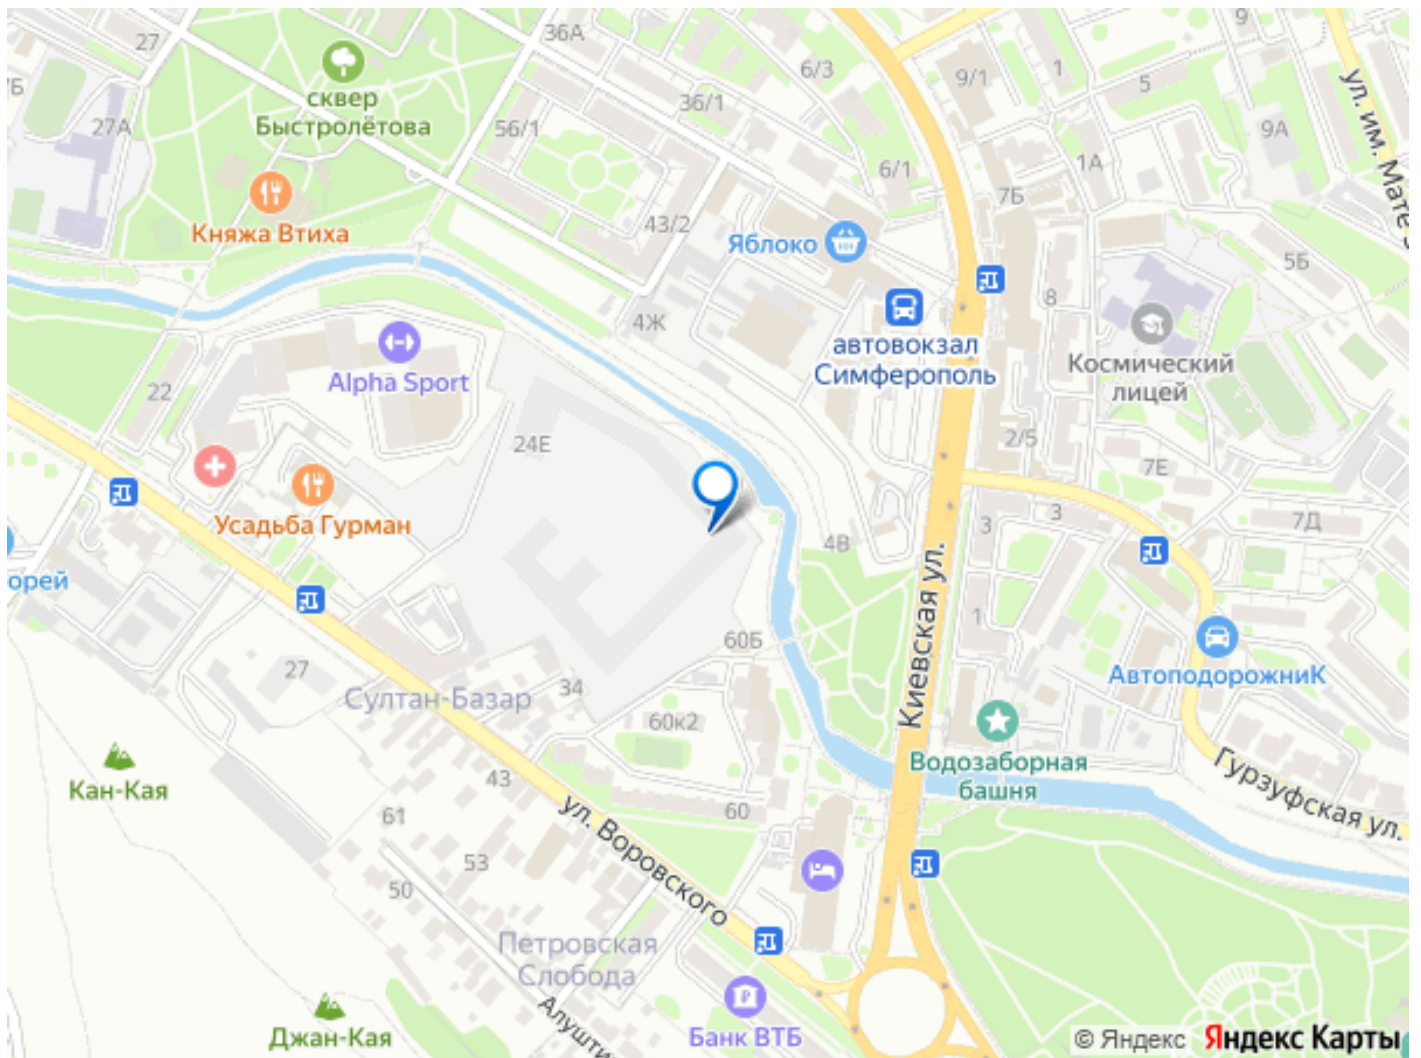 27
36А
9
6/3
9/1
1
5
ул. им. Мате
27А
сквер
Быстролётова
36/1
56/1
9А
1А
6/1
7Б
Княжа Втиха
43/2
Яблоко
5Б
8
4Ж
автовокзал
Симферополь
Космический
лицей
22
Alpha Sport
24Е
2/5
7Е
Усадьба Гурман
3
3
7Д
4В
орей
Киевская ул.
1
60Б
27
34
Султан-Базар
60к2
АвтоподорожниК
Кан-Кая
43
Водозаборная
башня
Гурзуфская ул.
61
60
ул. Воровского
53
50
Петровская
Слобода
Алушти
Джан-Кая
Банк ВТБ
© Яндекс Яндекс Карты